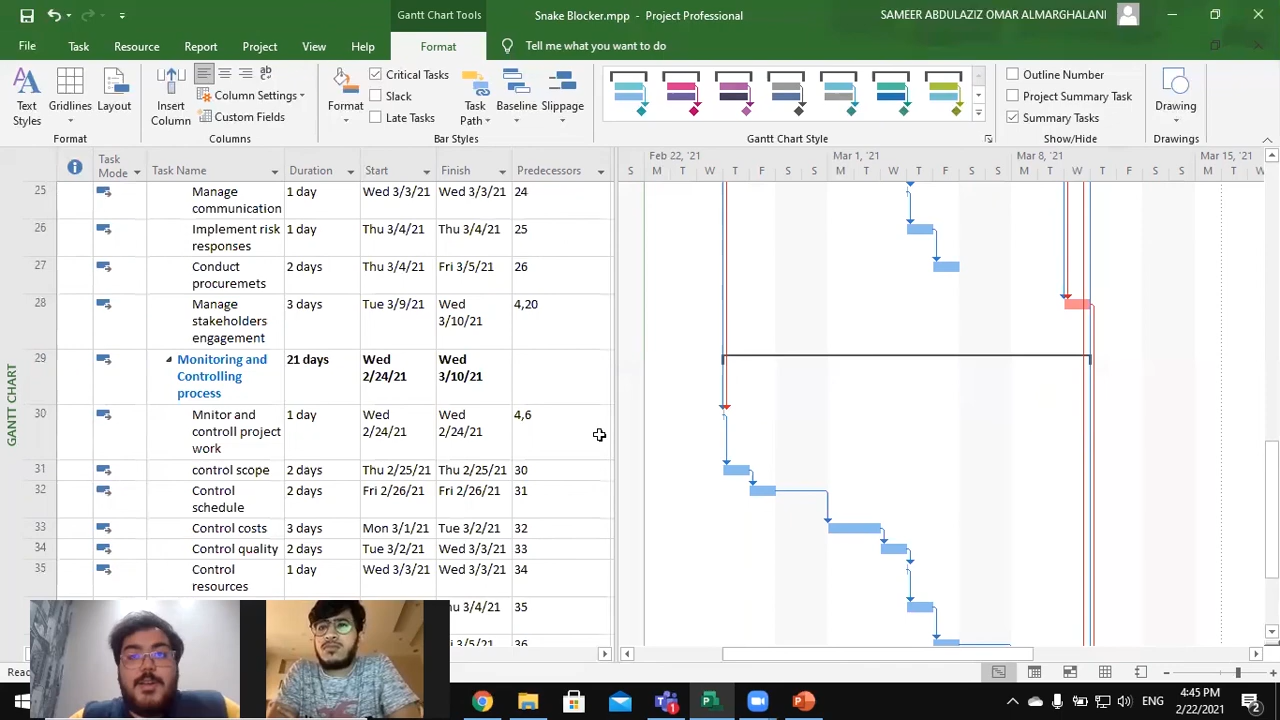 Gantt Chart Tools
Snake Blocker.mpp - Project Professional
SAMEER ABDULAZIZ OMAR ALMARGHALANI
File Task Resource Report Project View Help Format Tell me what you want to do
Text Styles
Gridlines
Layout
Format
Insert Column
Column Settings
Custom Fields
Columns
Format
Critical Tasks
Slack
Late Tasks
Task Path
Baseline
Slippage
Bar Styles
Gantt Chart Style
Outline Number
Project Summary Task
Summary Tasks
Show/Hide
Drawing
Drawings
Task Mode Task Name Duration Start Finish Predecessors
Feb 22, '21 Mar 1, '21 Mar 8, '21 Mar 15, '21
S M T W T F S S M T W T F S S M T W T F S S M T W
25 Manage communication 1 day Wed 3/3/21 Wed 3/3/21 24
26 Implement risk responses 1 day Thu 3/4/21 Thu 3/4/21 25
27 Conduct procuremets 2 days Thu 3/4/21 Fri 3/5/21 26
28 Manage stakeholders engagement 3 days Tue 3/9/21 Wed 3/10/21 4,20
29 Monitoring and Controlling process 21 days Wed 2/24/21 Wed 3/10/21
30 Mnitor and controll project work 1 day Wed 2/24/21 Wed 2/24/21 4,6
31 control scope 2 days Thu 2/25/21 Thu 2/25/21 30
32 Control schedule 2 days Fri 2/26/21 Fri 2/26/21 31
33 Control costs 3 days Mon 3/1/21 Tue 3/2/21 32
34 Control quality 2 days Tue 3/2/21 Wed 3/3/21 33
35 Control resources 1 day Wed 3/3/21 Wed 3/3/21 34
3/4/21 35
3/5/21 36
GANTT CHART
ENG
4:45 PM
2/22/2021